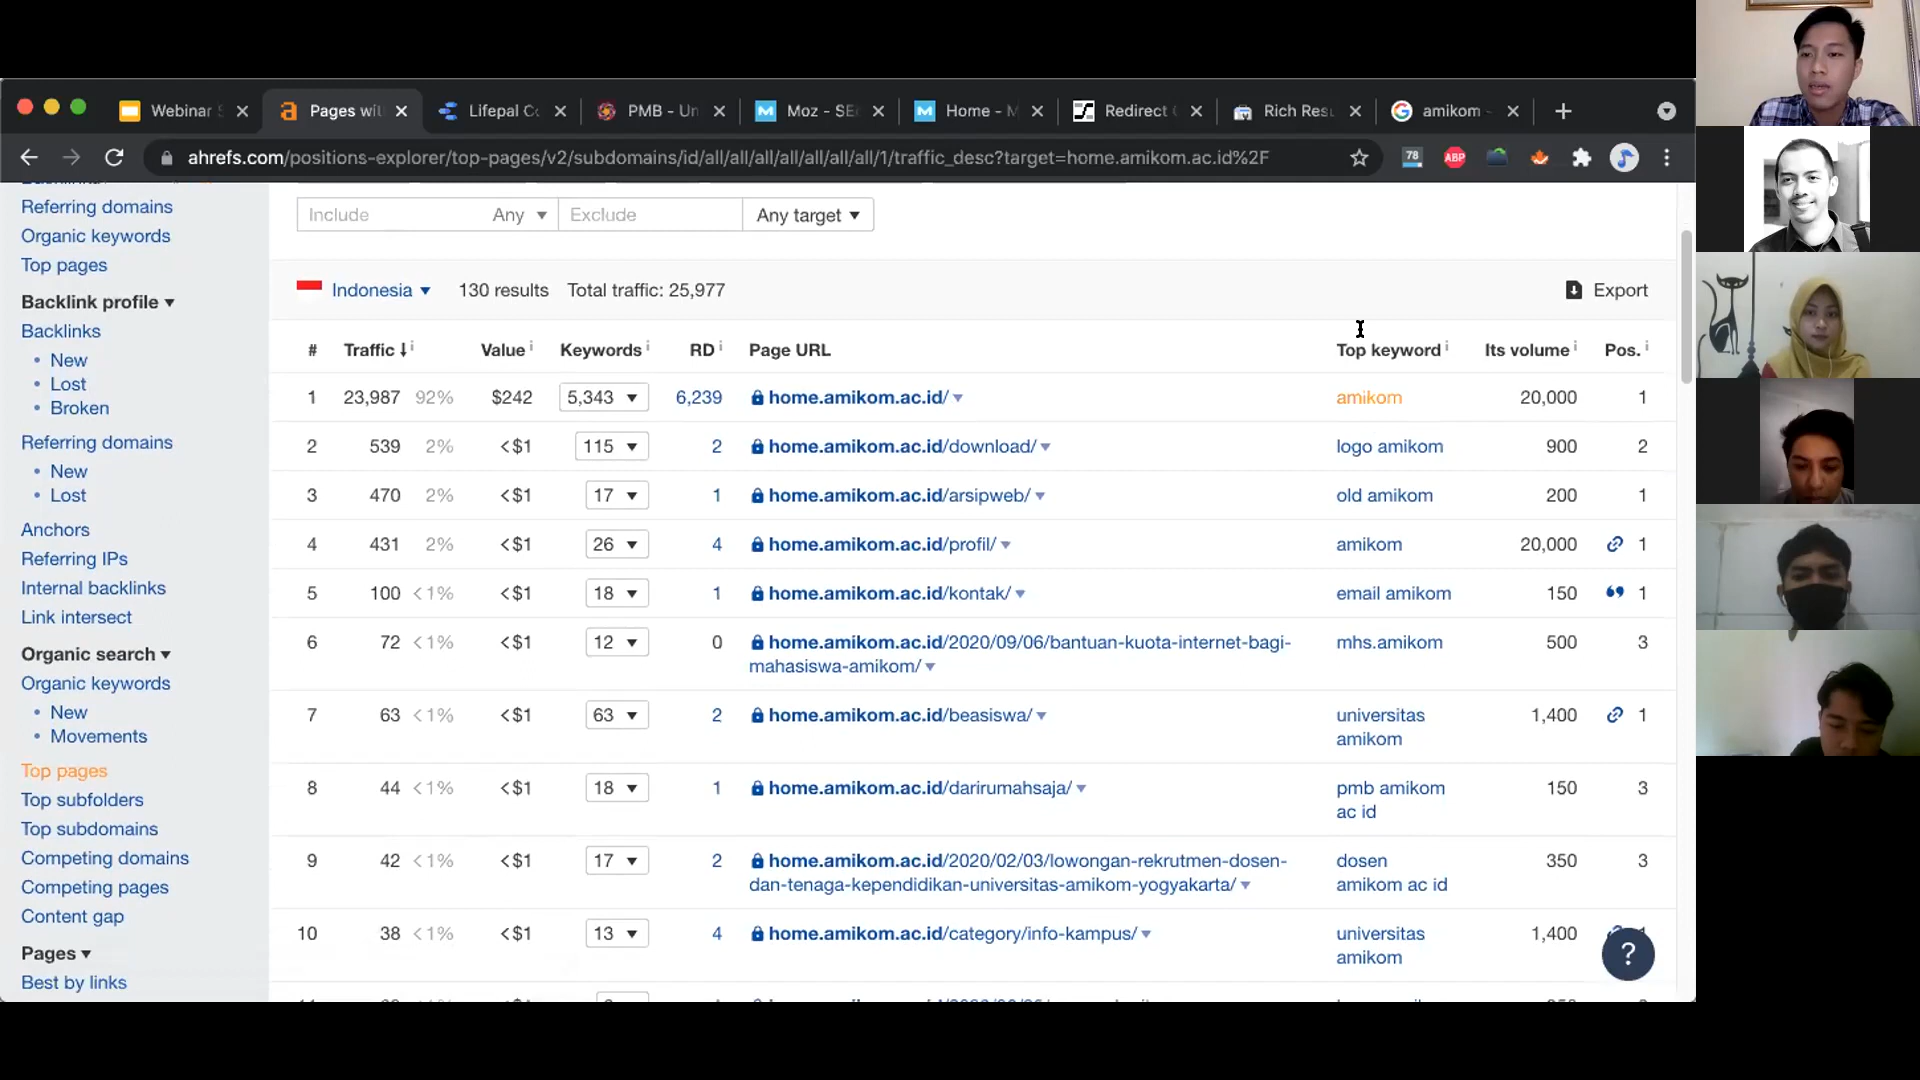 Webinar
Pages wit
Lifepal Co
PMB - Un
Moz - SE
Home - M
Redirect
Rich Resu
amikom -
ahrefs.com/positions-explorer/top-pages/v2/subdomains/id/all/all/all/all/all/all/all/1/traffic_desc?target=home.amikom.ac.id%2F
78
ABP
Referring domains
Organic keywords
Top pages
Backlink profile
Backlinks
• New
• Lost
• Broken
Referring domains
• New
• Lost
Anchors
Referring IPs
Internal backlinks
Link intersect
Organic search
Organic keywords
• New
• Movements
Top pages
Top subfolders
Top subdomains
Competing domains
Competing pages
Content gap
Pages
Best by links
Include Any Exclude Any target
Indonesia 130 results Total traffic: 25,977 Export
# Traffic Value Keywords RD Page URL Top keyword Its volume Pos.
1 23,987 92% $242 5,343 6,239 home.amikom.ac.id/ amikom 20,000 1
2 539 2% <$1 115 2 home.amikom.ac.id/download/ logo amikom 900 2
3 470 2% <$1 17 1 home.amikom.ac.id/arsipweb/ old amikom 200 1
4 431 2% <$1 26 4 home.amikom.ac.id/profil/ amikom 20,000 1
5 100 <1% <$1 18 1 home.amikom.ac.id/kontak/ email amikom 150 1
6 72 <1% <$1 12 0 home.amikom.ac.id/2020/09/06/bantuan-kuota-internet-bagi- mhs.amikom 500 3
mahasiswa-amikom/
7 63 <1% <$1 63 2 home.amikom.ac.id/beasiswa/ universitas 1,400 1
amikom
8 44 <1% <$1 18 1 home.amikom.ac.id/darirumahsaja/ pmb amikom 150 3
ac id
9 42 <1% <$1 17 2 home.amikom.ac.id/2020/02/03/lowongan-rekrutmen-dosen- dosen 350 3
dan-tenaga-kependidikan-universitas-amikom-yogyakarta/ amikom ac id
10 38 <1% <$1 13 4 home.amikom.ac.id/category/info-kampus/ universitas 1,400
amikom
?